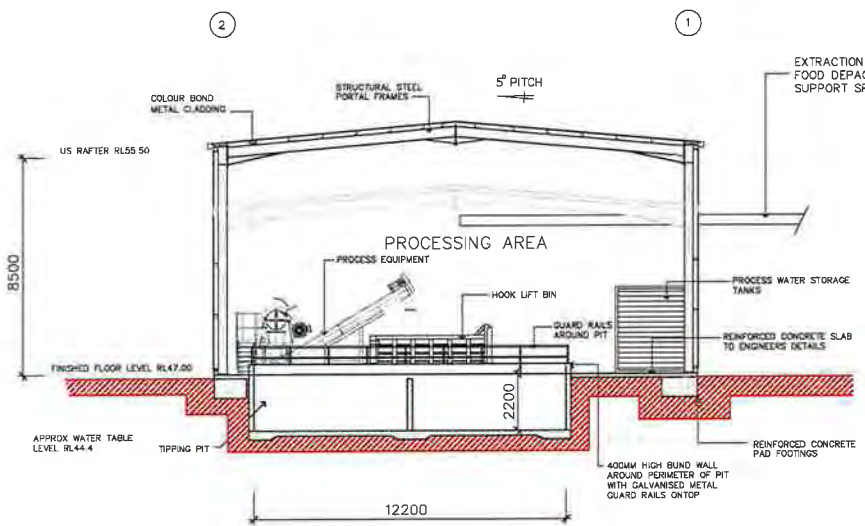 2
1
EXTRACTION
FOOD DEPAC
SUPPORT
5° PITCH
STRUCTURAL STEEL
PORTAL FRAMES
COLOUR BOND
METAL CLADDING
US RAFTER RL55 50
8500
PROCESSING AREA
PROCESS EQUIPMENT
HOOK LIFT BIN
PROCESS WATER STORAGE
TANKS
GUARD RAILS
AROUND PIT
REINFORCED CONCRETE SLAB
TO ENGINEERS DETAILS
FINISHED FLOOR LEVEL RL47.00
2200
APPROX WATER TABLE
LEVEL RL44.4
TIPPING PIT
REINFORCED CONCRETE
PAD FOOTINGS
400MM HIGH BUND WALL
AROUND PERIMETER OF PIT
WITH GALVANISED METAL
GUARD RAILS ONTOP
12200